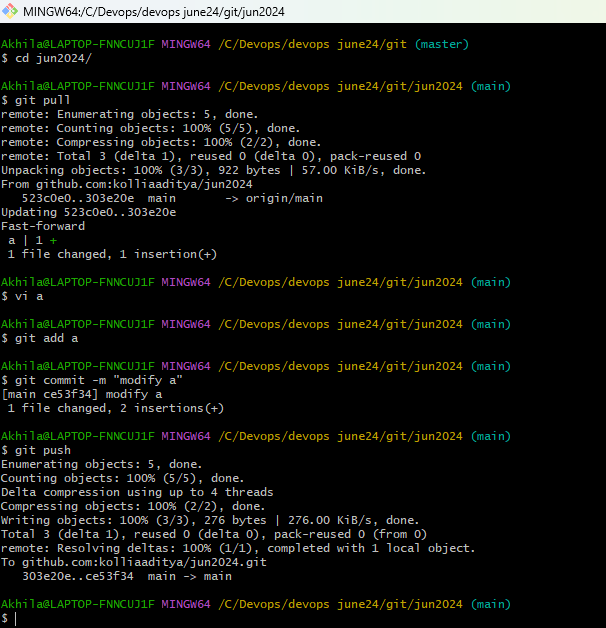 MINGW64:/C/Devops/devops june24/git/jun2024
Akhila@LAPTOP-FNNCUJ1F MINGW64 /C/Devops/devops june24/git (master)
$ cd jun2024/
Akhila@LAPTOP-FNNCUJ1F MINGW64 /C/Devops/devops june24/git/jun2024 (main)
$ git pull
remote: Enumerating objects: 5, done.
remote: Counting objects: 100% (5/5), done.
remote: Compressing objects: 100% (2/2), done.
remote: Total 3 (delta 1), reused 0 (delta 0), pack-reused 0
Unpacking objects: 100% (3/3), 922 bytes | 57.00 KiB/s, done.
From github.com:kolliaaditya/jun2024
   523c0e0..303e20e  main       -> origin/main
Updating 523c0e0..303e20e
Fast-forward
 a | 1 +
 1 file changed, 1 insertion(+)
Akhila@LAPTOP-FNNCUJ1F MINGW64 /C/Devops/devops june24/git/jun2024 (main)
$ vi a
Akhila@LAPTOP-FNNCUJ1F MINGW64 /C/Devops/devops june24/git/jun2024 (main)
$ git add a
Akhila@LAPTOP-FNNCUJ1F MINGW64 /C/Devops/devops june24/git/jun2024 (main)
$ git commit -m "modify a"
[main ce53f34] modify a
 1 file changed, 2 insertions(+)
Akhila@LAPTOP-FNNCUJ1F MINGW64 /C/Devops/devops june24/git/jun2024 (main)
$ git push
Enumerating objects: 5, done.
Counting objects: 100% (5/5), done.
Delta compression using up to 4 threads
Compressing objects: 100% (2/2), done.
Writing objects: 100% (3/3), 276 bytes | 276.00 KiB/s, done.
Total 3 (delta 1), reused 0 (delta 0), pack-reused 0 (from 0)
remote: Resolving deltas: 100% (1/1), completed with 1 local object.
To github.com:kolliaaditya/jun2024.git
   303e20e..ce53f34  main -> main
Akhila@LAPTOP-FNNCUJ1F MINGW64 /C/Devops/devops june24/git/jun2024 (main)
$